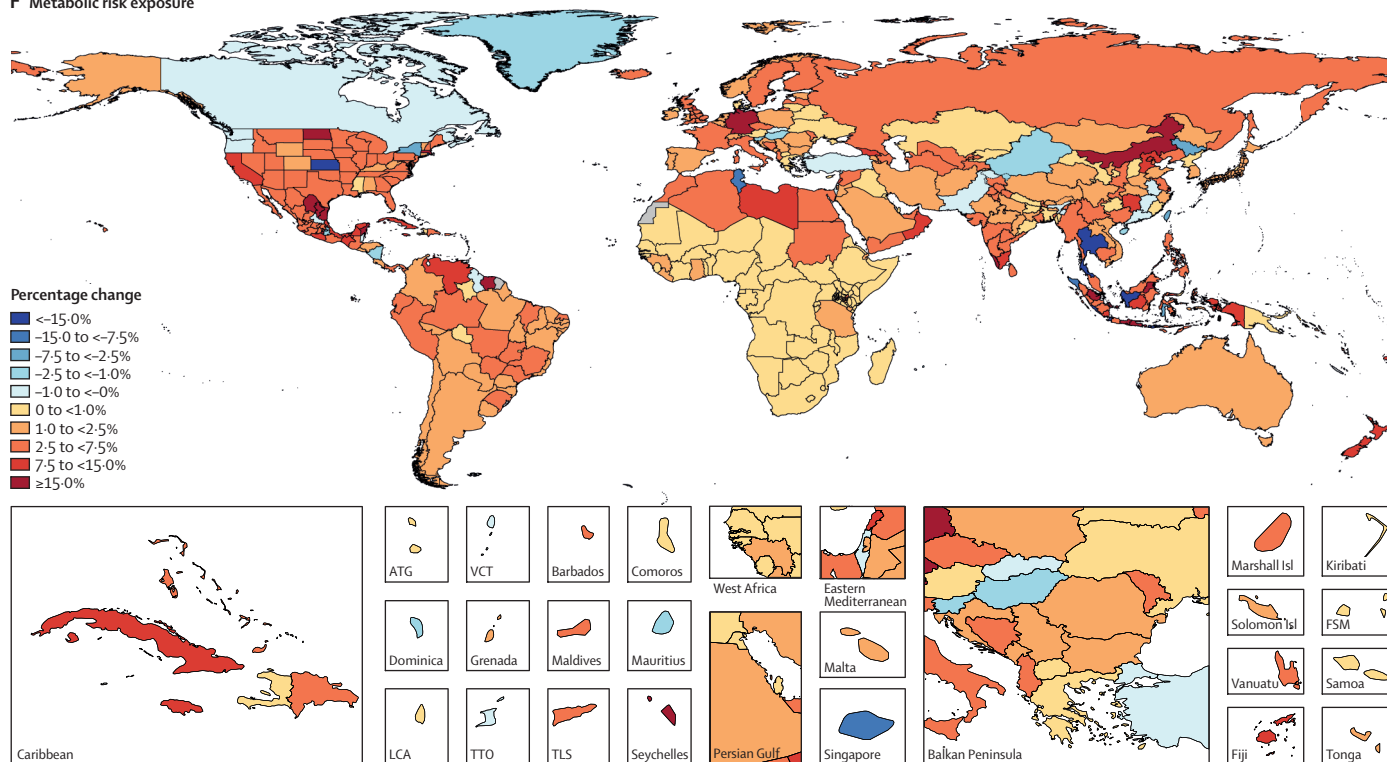 F Metabolic risk exposure
Percentage change
<–15·0%
–15·0 to <–7·5%
–7·5 to <–2·5%
–2·5 to <–1·0%
–1·0 to <–0%
0 to <1·0%
1·0 to <2·5%
2·5 to <7·5%
7·5 to <15·0%
≥15·0%
Caribbean
ATG
VCT
Barbados
Comoros
Dominica
Grenada
Maldives
Mauritius
LCA
TTO
TLS
Seychelles
West Africa
Eastern
Mediterranean
Persian Gulf
Malta
Singapore
Balkan Peninsula
Marshall Isl
Kiribati
Solomon Isl
FSM
Vanuatu
Samoa
Fiji
Tonga